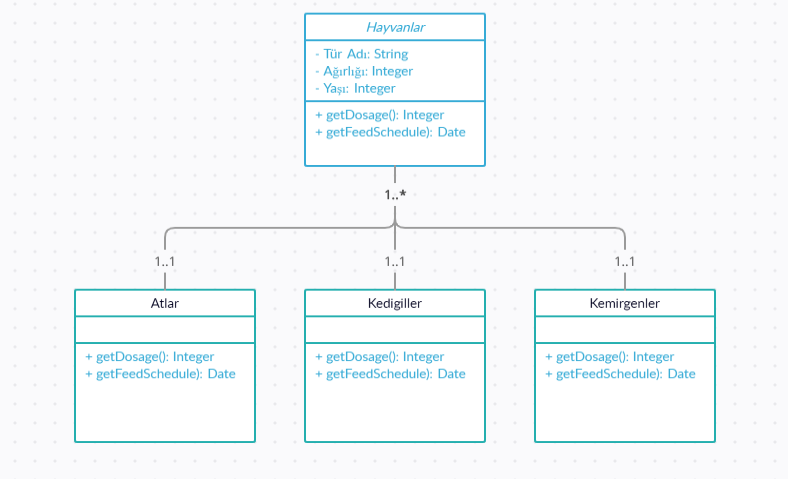 Hayvanlar
- Tür Adı: String
- Ağırlığı: Integer
- Yaşı: Integer
+ getDosage(): Integer
+ getFeedSchedule): Date
1..*
1..1 1..1 1..1
Atlar
+ getDosage(): Integer
+ getFeedSchedule): Date
Kedigiller
+ getDosage(): Integer
+ getFeedSchedule): Date
Kemirgenler
+ getDosage(): Integer
+ getFeedSchedule): Date